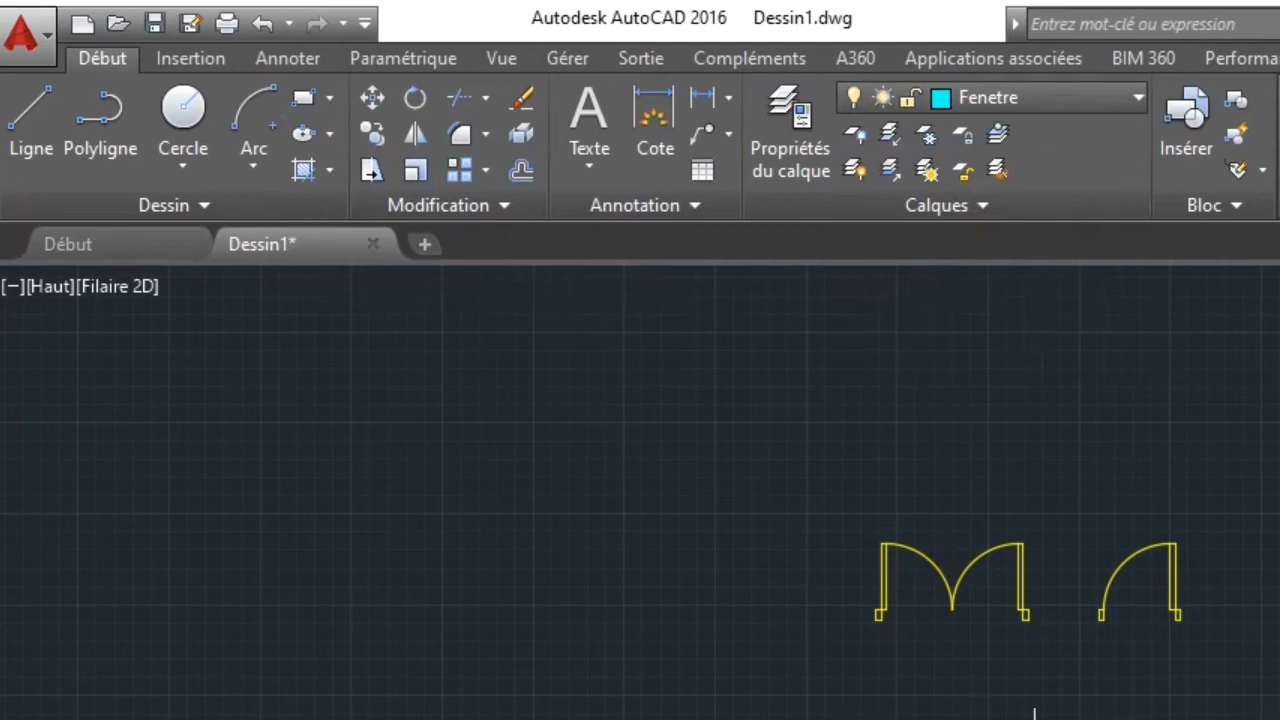 Autodesk AutoCAD 2016 Dessin1.dwg
Entrez mot-clé ou expression
Début Insertion Annoter Paramétrique Vue Gérer Sortie Compléments A360 Applications associées BIM 360 Performa
Fenetre
A
Ligne Polyligne Cercle Arc Texte Cote Propriétés du calque Insérer
Dessin Modification Annotation Calques Bloc
Début Dessin1*
[−][Haut][Filaire 2D]